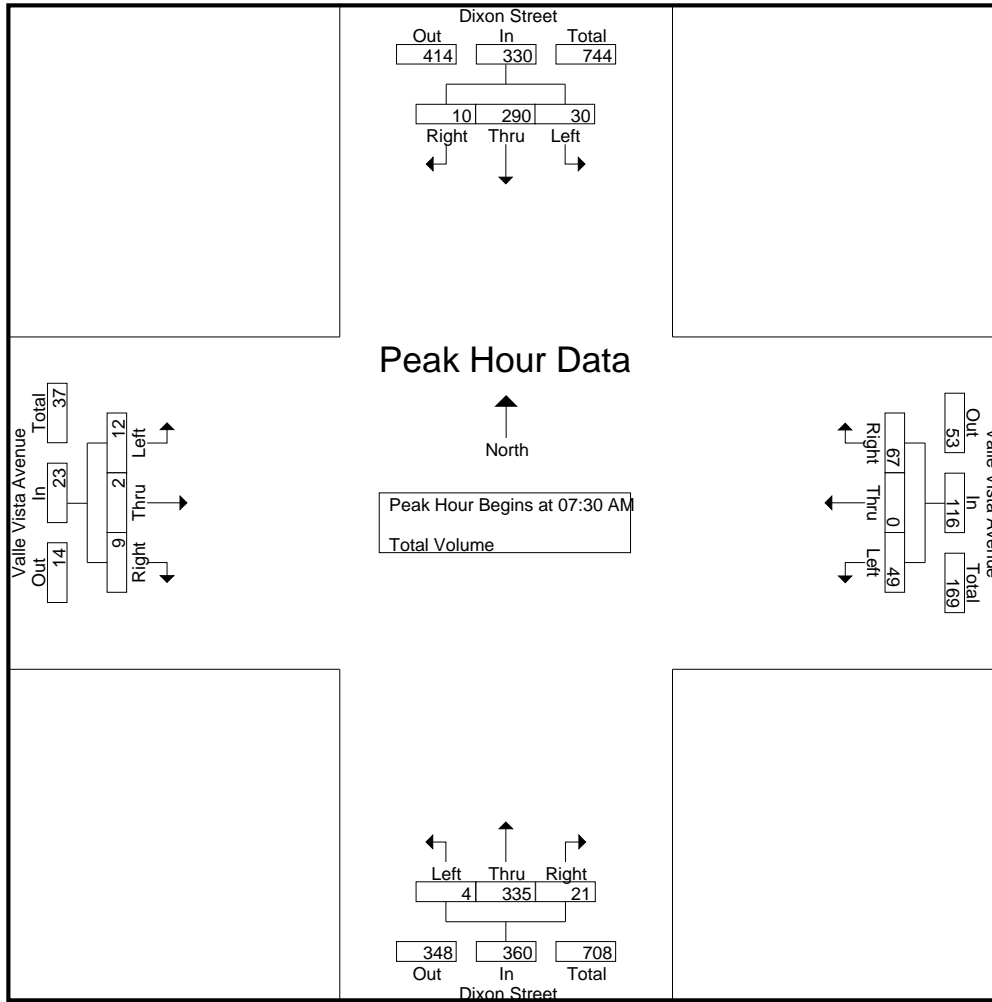 Dixon Street
Out In Total
414 330 744
10 290 30
Right Thru Left
Peak Hour Data
North
Peak Hour Begins at 07:30 AM
Total Volume
Valle Vista Avenue
Out In Total
14 23 37
9 2 12
Right Thru Left
Valle Vista Avenue
Out In Total
53 116 169
67 0 49
Right Thru Left
Left Thru Right
4 335 21
348 360 708
Out In Total
Dixon Street